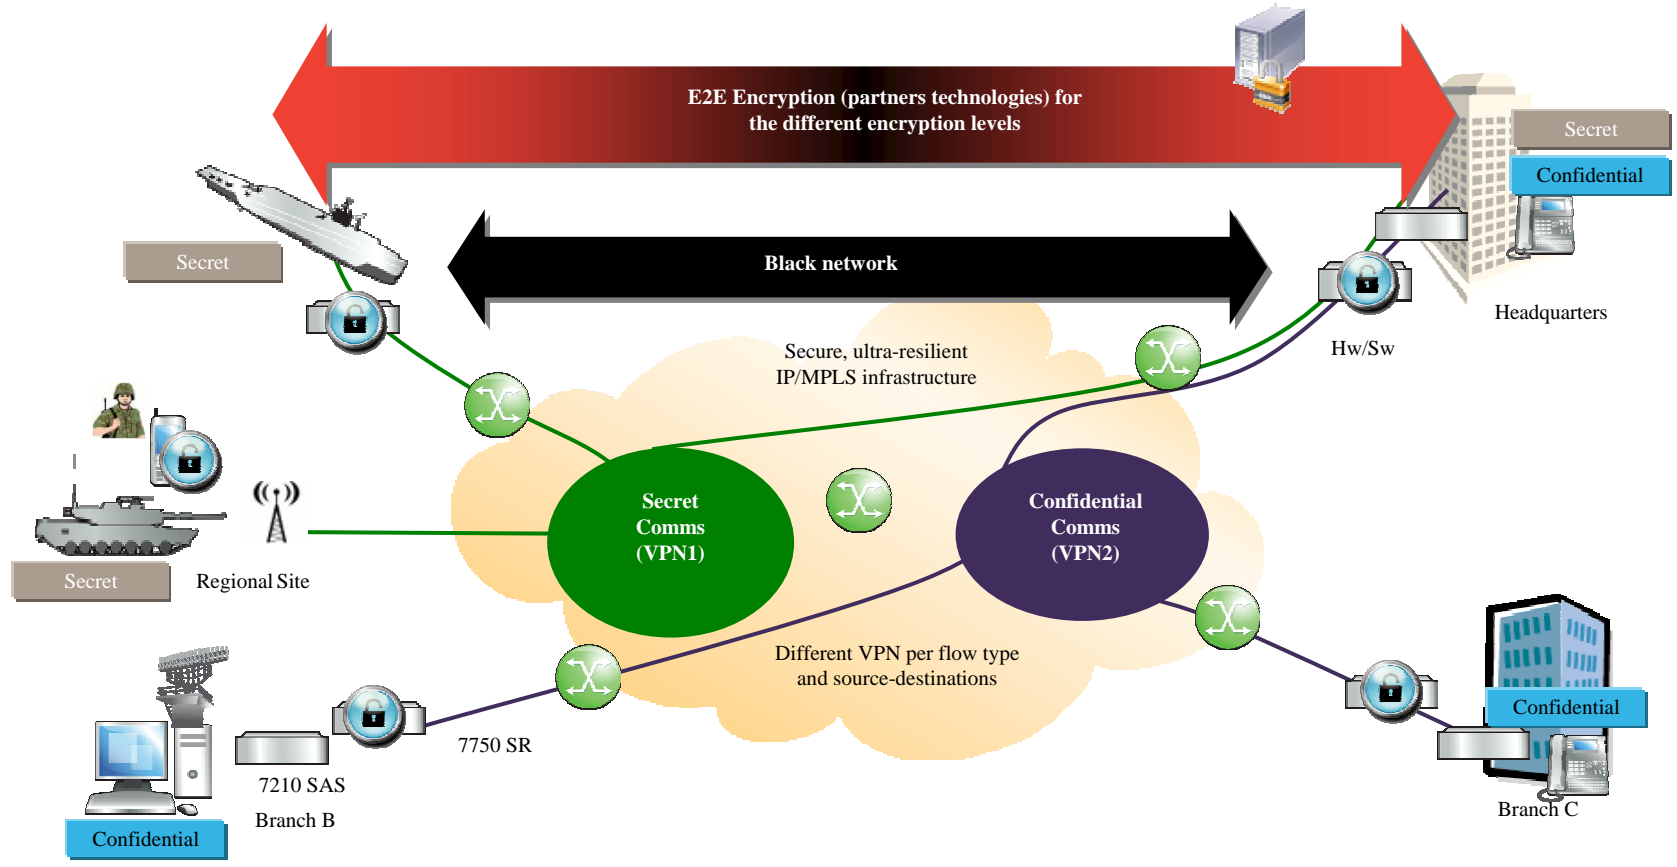 E2E Encryption (partners technologies) for
the different encryption levels
Secret
Confidential
Secret
Black network
Headquarters
Hw/Sw
Secure, ultra-resilient
IP/MPLS infrastructure
Secret
Comms
(VPN1)
Confidential
Comms
(VPN2)
Secret
Regional Site
Different VPN per flow type
and source-destinations
Confidential
7750 SR
7210 SAS
Branch B
Branch C
Confidential